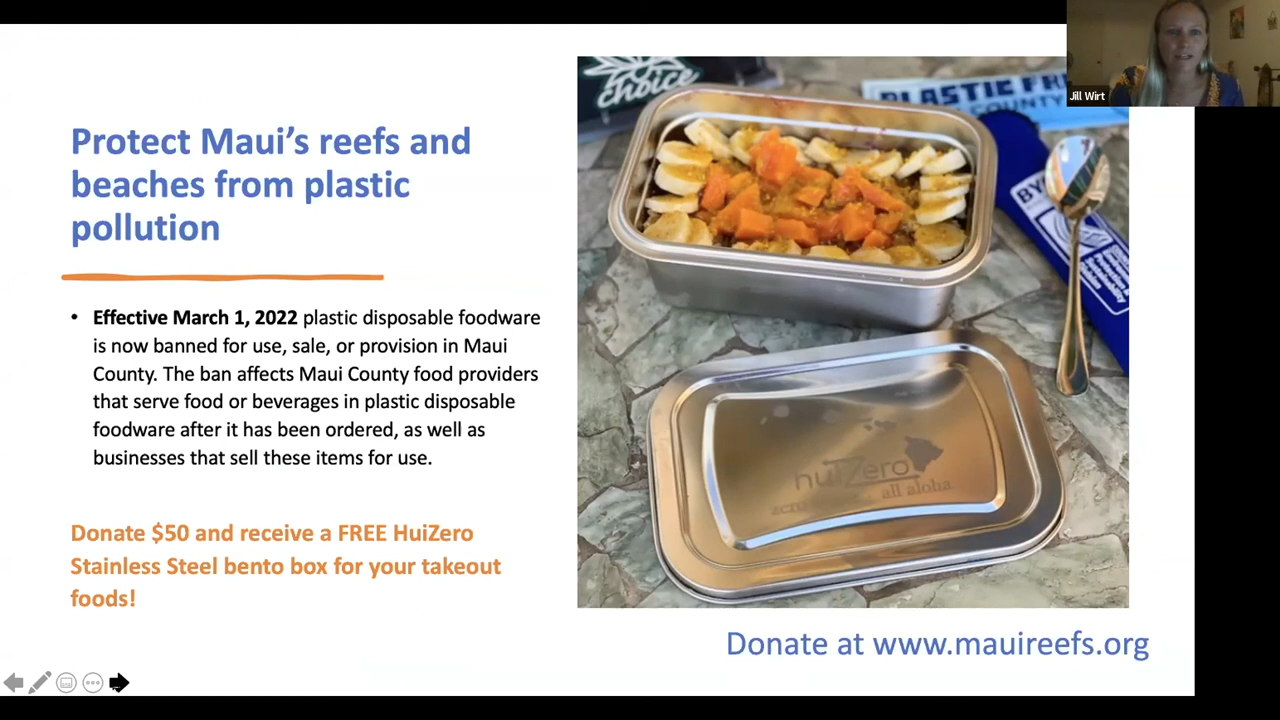 Jill Wirt
Protect Maui’s reefs and
beaches from plastic
pollution
• Effective March 1, 2022 plastic disposable foodware
is now banned for use, sale, or provision in Maui
County. The ban affects Maui County food providers
that serve food or beverages in plastic disposable
foodware after it has been ordered, as well as
businesses that sell these items for use.
Donate $50 and receive a FREE HuiZero
Stainless Steel bento box for your takeout
foods!
choice
PLASTIC FR
COUNTY
BY
huiZero
all aloha
Donate at www.mauireefs.org